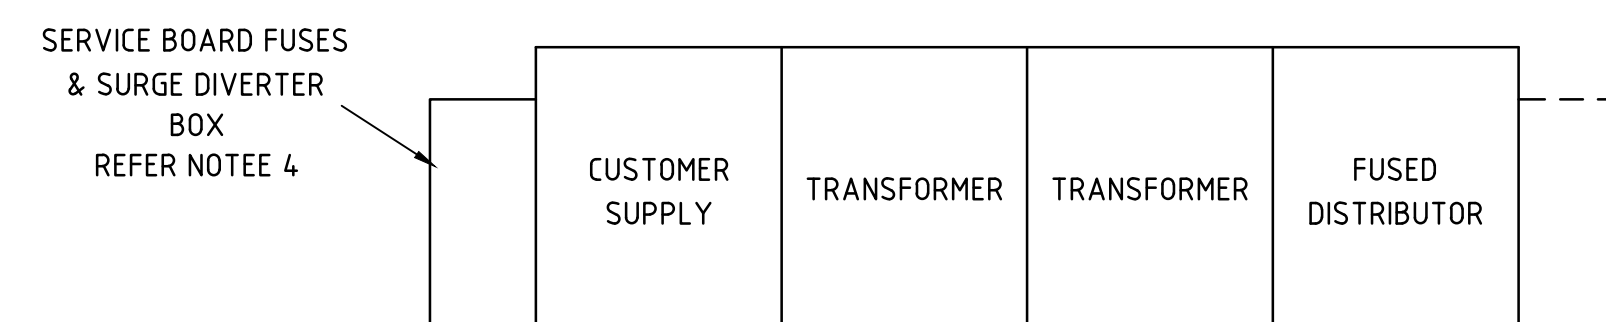 SERVICE BOARD FUSES
& SURGE DIVERTER
BOX
REFER NOTEE 4
CUSTOMER
SUPPLY
TRANSFORMER
TRANSFORMER
FUSED
DISTRIBUTOR